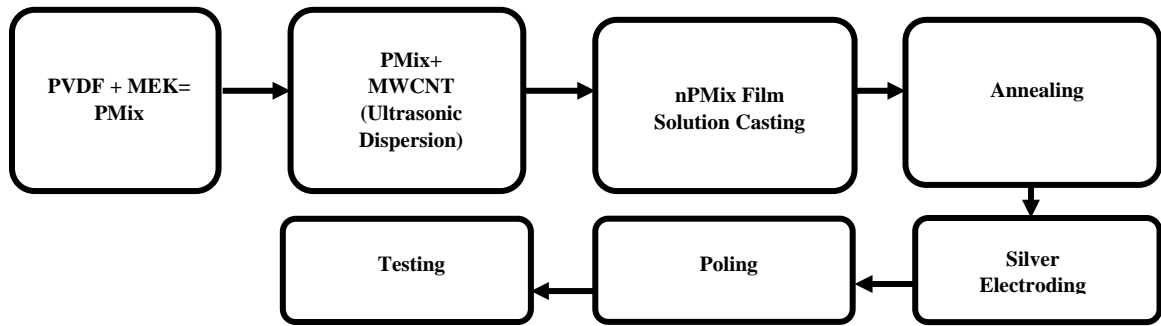 PVDF + MEK=
PMix
PMix+
MWCNT
(Ultrasonic
Dispersion)
nPMix Film
Solution Casting
Annealing
Silver
Electroding
Poling
Testing